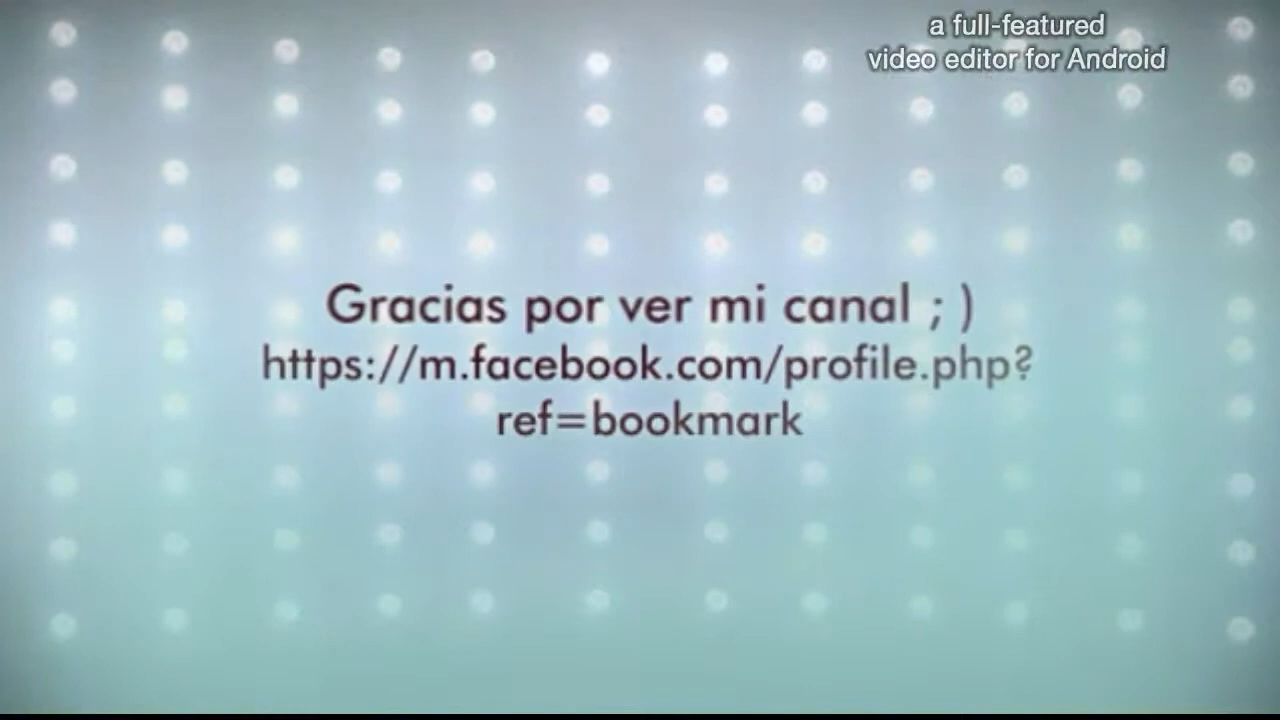 a full-featured
video editor for Android
Gracias por ver mi canal ; )
https://m.facebook.com/profile.php?
ref=bookmark